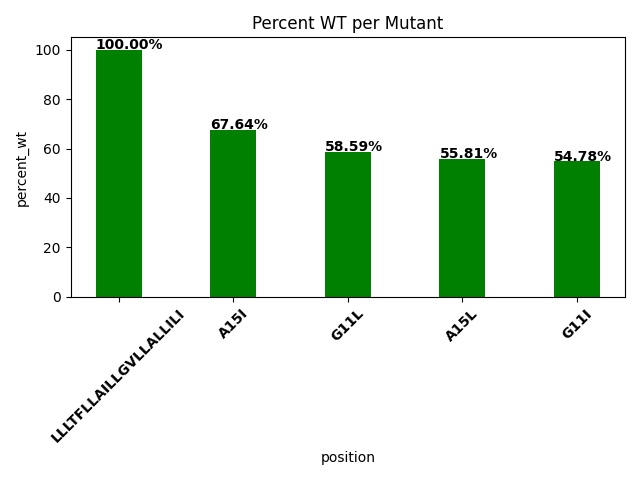 Percent WT per Mutant
percent_wt
100
80
60
40
20
0
100.00%
67.64%
58.59%
55.81%
54.78%
LLLTFLLAILLGVLLALLILI
A15I
G11L
A15L
G11I
position